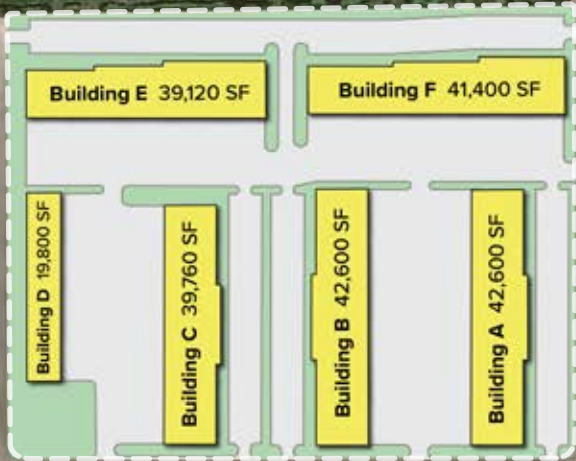 Building E 39,120 SF
Building F 41,400 SF
Building D 19,800 SF
Building C 39,760 SF
Building B 42,600 SF
Building A 42,600 SF